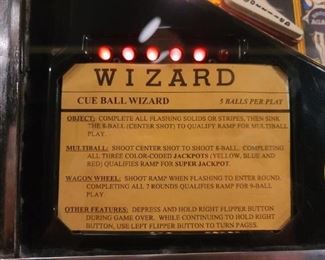 WIZARD
CUE BALL WIZARD 5 BALLS PER PLAY
OBJECT: COMPLETE ALL FLASHING SOLIDS OR STRIPES, THEN SINK
THE 8-BALL (CENTER SHOT) TO QUALIFY RAMP FOR MULTIBALL
PLAY.
MULTIBALL: SHOOT CENTER SHOT TO SHOOT 8-BALL. COMPLETING
ALL THREE COLOR-CODED JACKPOTS (YELLOW, BLUE AND
RED) QUALIFIES RAMP FOR SUPER JACKPOT.
WAGON WHEEL: SHOOT RAMP WHEN FLASHING TO ENTER ROUND.
COMPLETING ALL 7 ROUNDS QUALIFIES RAMP FOR 9-BALL
PLAY.
OTHER FEATURES: DEPRESS AND HOLD RIGHT FLIPPER BUTTON
DURING GAME OVER. WHILE CONTINUING TO HOLD RIGHT
BUTTON, USE LEFT FLIPPER BUTTON TO TURN PAGES.